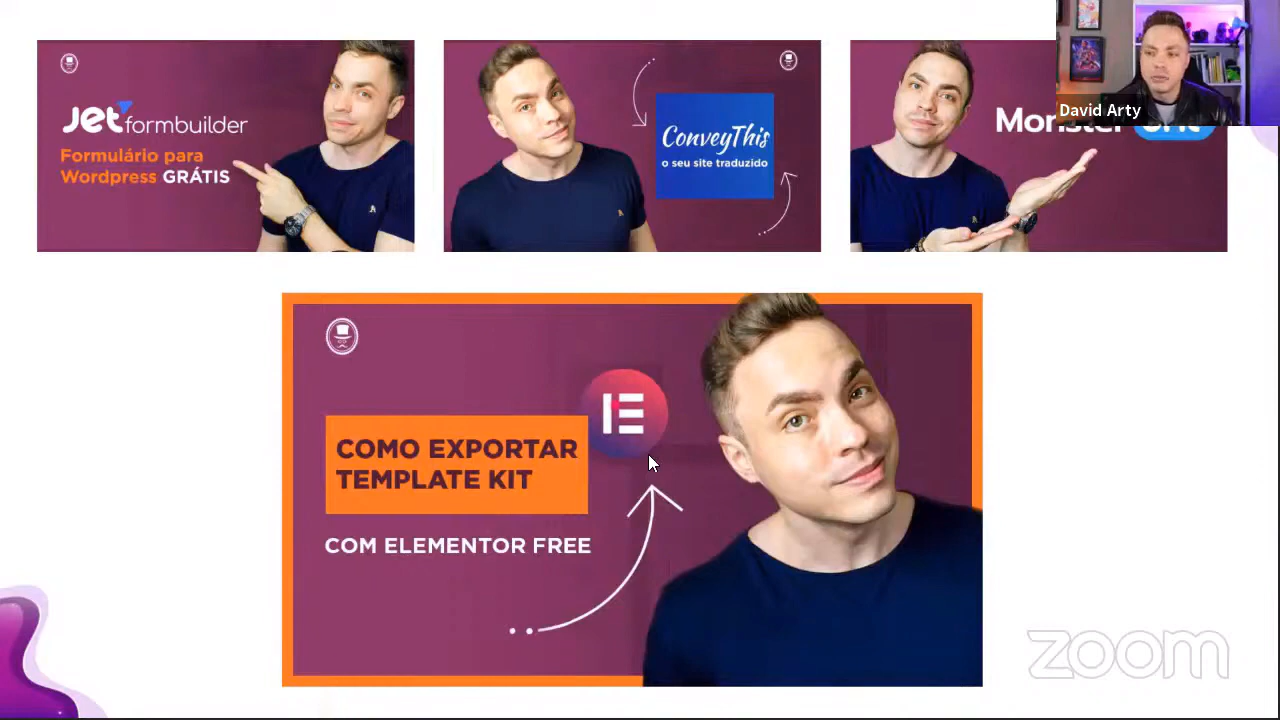 Jetformbuilder
Formulário para
Wordpress GRÁTIS
ConveyThis
o seu site traduzido
David Arty
COMO EXPORTAR
TEMPLATE KIT
COM ELEMENTOR FREE
zoom